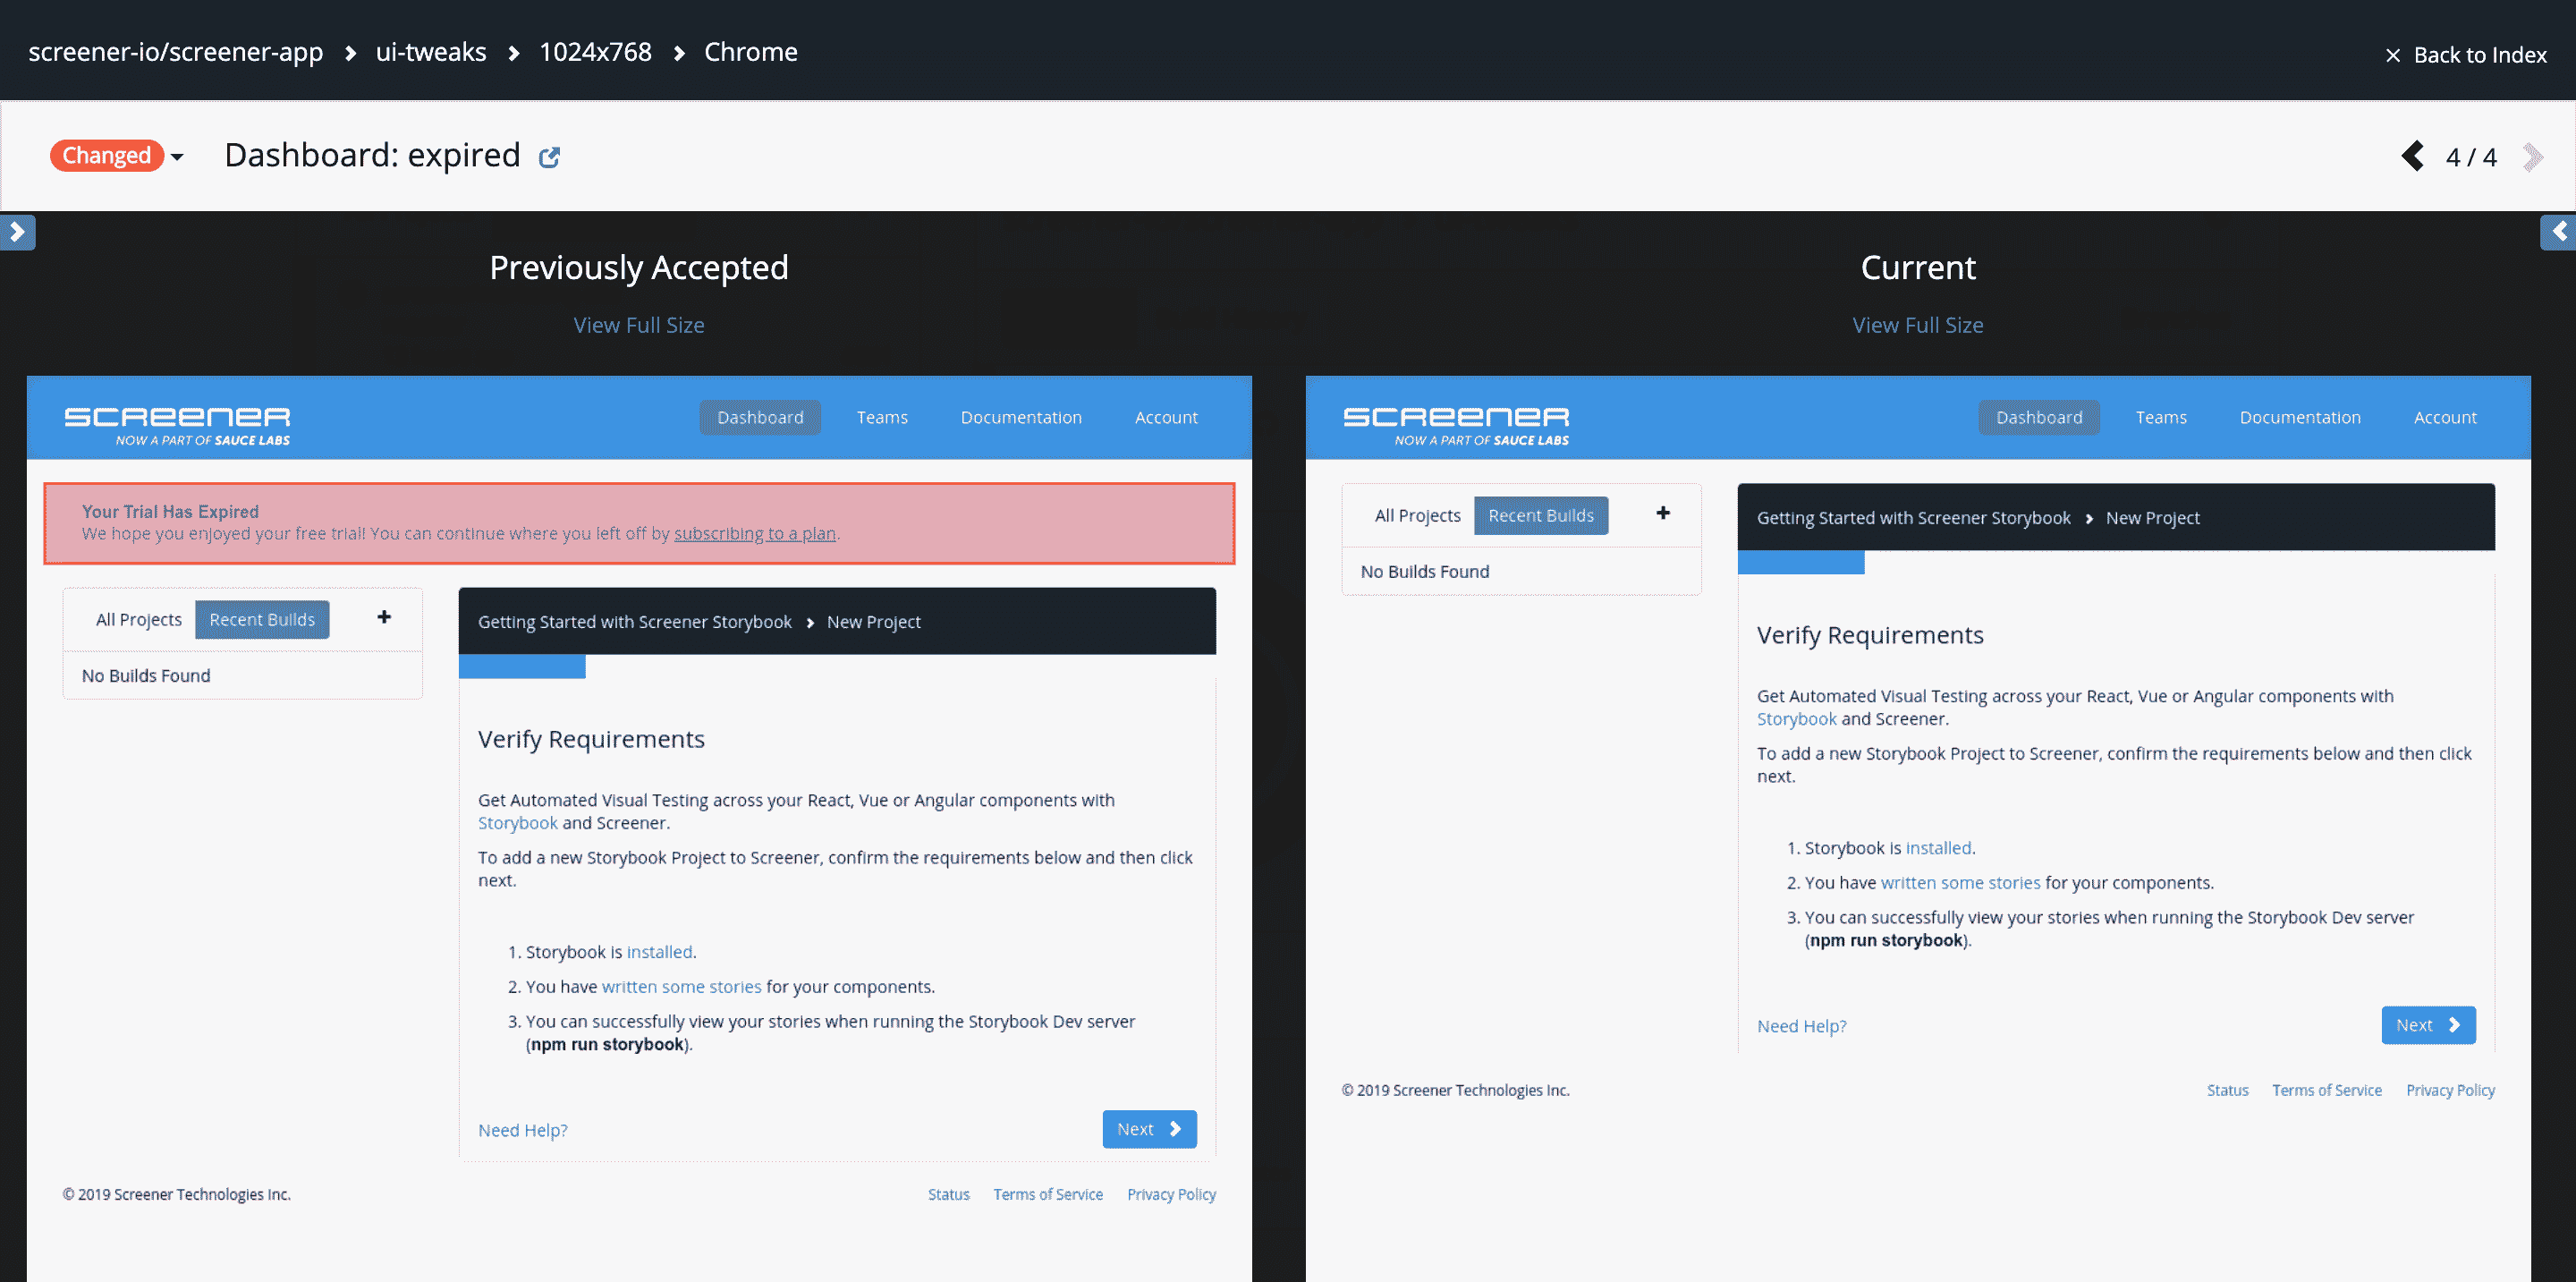 screener-io/screener-app ui-tweaks 1024x768 Chrome
Back to Index
Changed
Dashboard: expired
4 / 4
Previously Accepted
View Full Size
SCREENER
NOW A PART OF SAUCE LABS
Dashboard Teams Documentation Account
Your Trial Has Expired
We hope you enjoyed your free trial! You can continue where you left off by subscribing to a plan.
All Projects Recent Builds +
No Builds Found
Getting Started with Screener Storybook New Project
Verify Requirements
Get Automated Visual Testing across your React, Vue or Angular components with
Storybook and Screener.
To add a new Storybook Project to Screener, confirm the requirements below and then click
next.
1. Storybook is installed.
2. You have written some stories for your components.
3. You can successfully view your stories when running the Storybook Dev server
(npm run storybook).
Need Help?
Next
© 2019 Screener Technologies Inc.
Status Terms of Service Privacy Policy
Current
View Full Size
SCREENER
NOW A PART OF SAUCE LABS
Dashboard Teams Documentation Account
All Projects Recent Builds +
No Builds Found
Getting Started with Screener Storybook New Project
Verify Requirements
Get Automated Visual Testing across your React, Vue or Angular components with
Storybook and Screener.
To add a new Storybook Project to Screener, confirm the requirements below and then click
next.
1. Storybook is installed.
2. You have written some stories for your components.
3. You can successfully view your stories when running the Storybook Dev server
(npm run storybook).
Need Help?
Next
© 2019 Screener Technologies Inc.
Status Terms of Service Privacy Policy